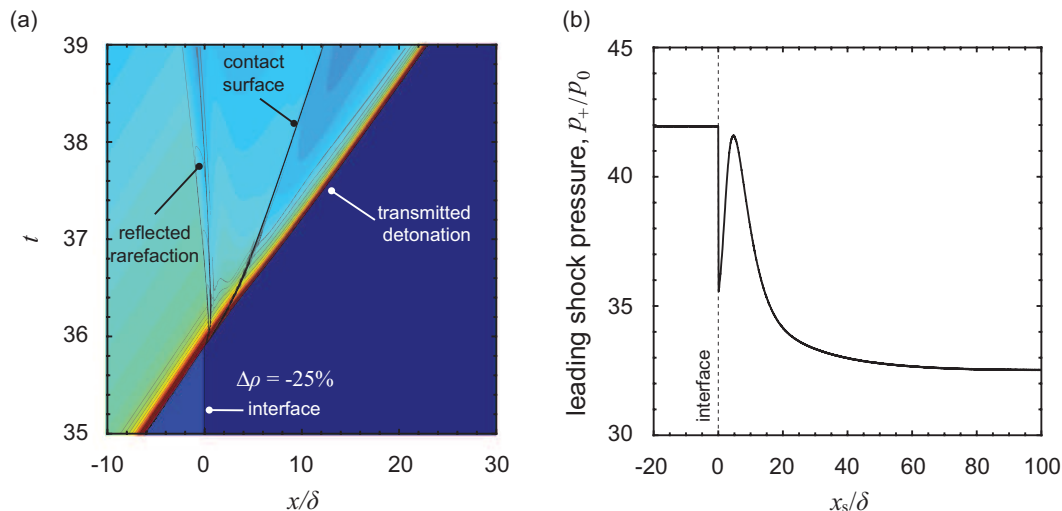 (a)
39
38
37
36
35
t
-10
0
10
20
30
x/δ
contact
surface
reflected
rarefaction
transmitted
detonation
Δρ = -25%
interface
(b)
45
40
35
30
leading shock pressure, p₊/p₀
interface
-20
0
20
40
60
80
100
xₛ/δ